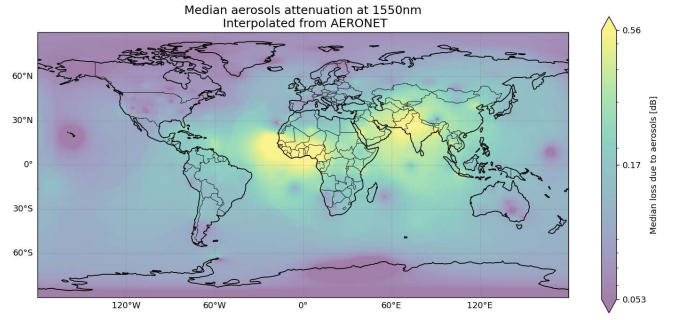 Median aerosols attenuation at 1550nm
Interpolated from AERONET
60°N
30°N
0°
30°S
60°S
120°W
60°W
0°
60°E
120°E
0.56
0.17
0.053
Median loss due to aerosols [dB]